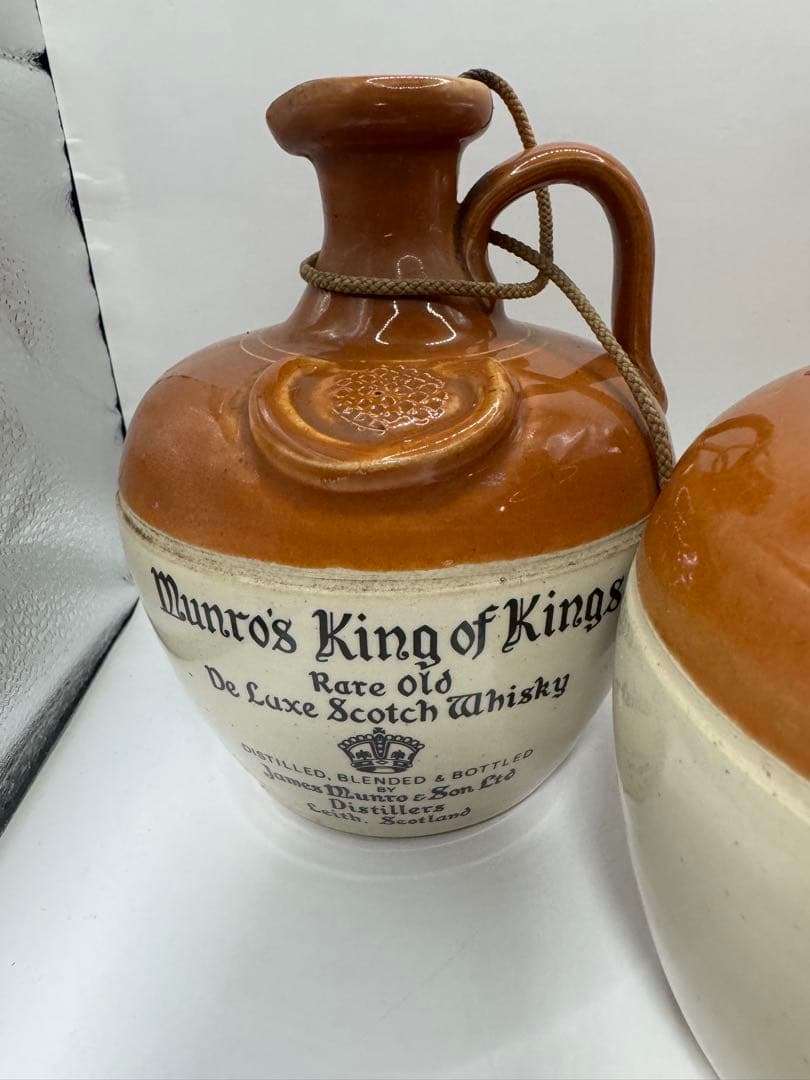 Munro's King of Kings
Rare Old
De Luxe Scotch Whisky
DISTILLED, BLENDED & BOTTLED
BY
James Munro & Son Ltd
Distillers
Leith. Scotland